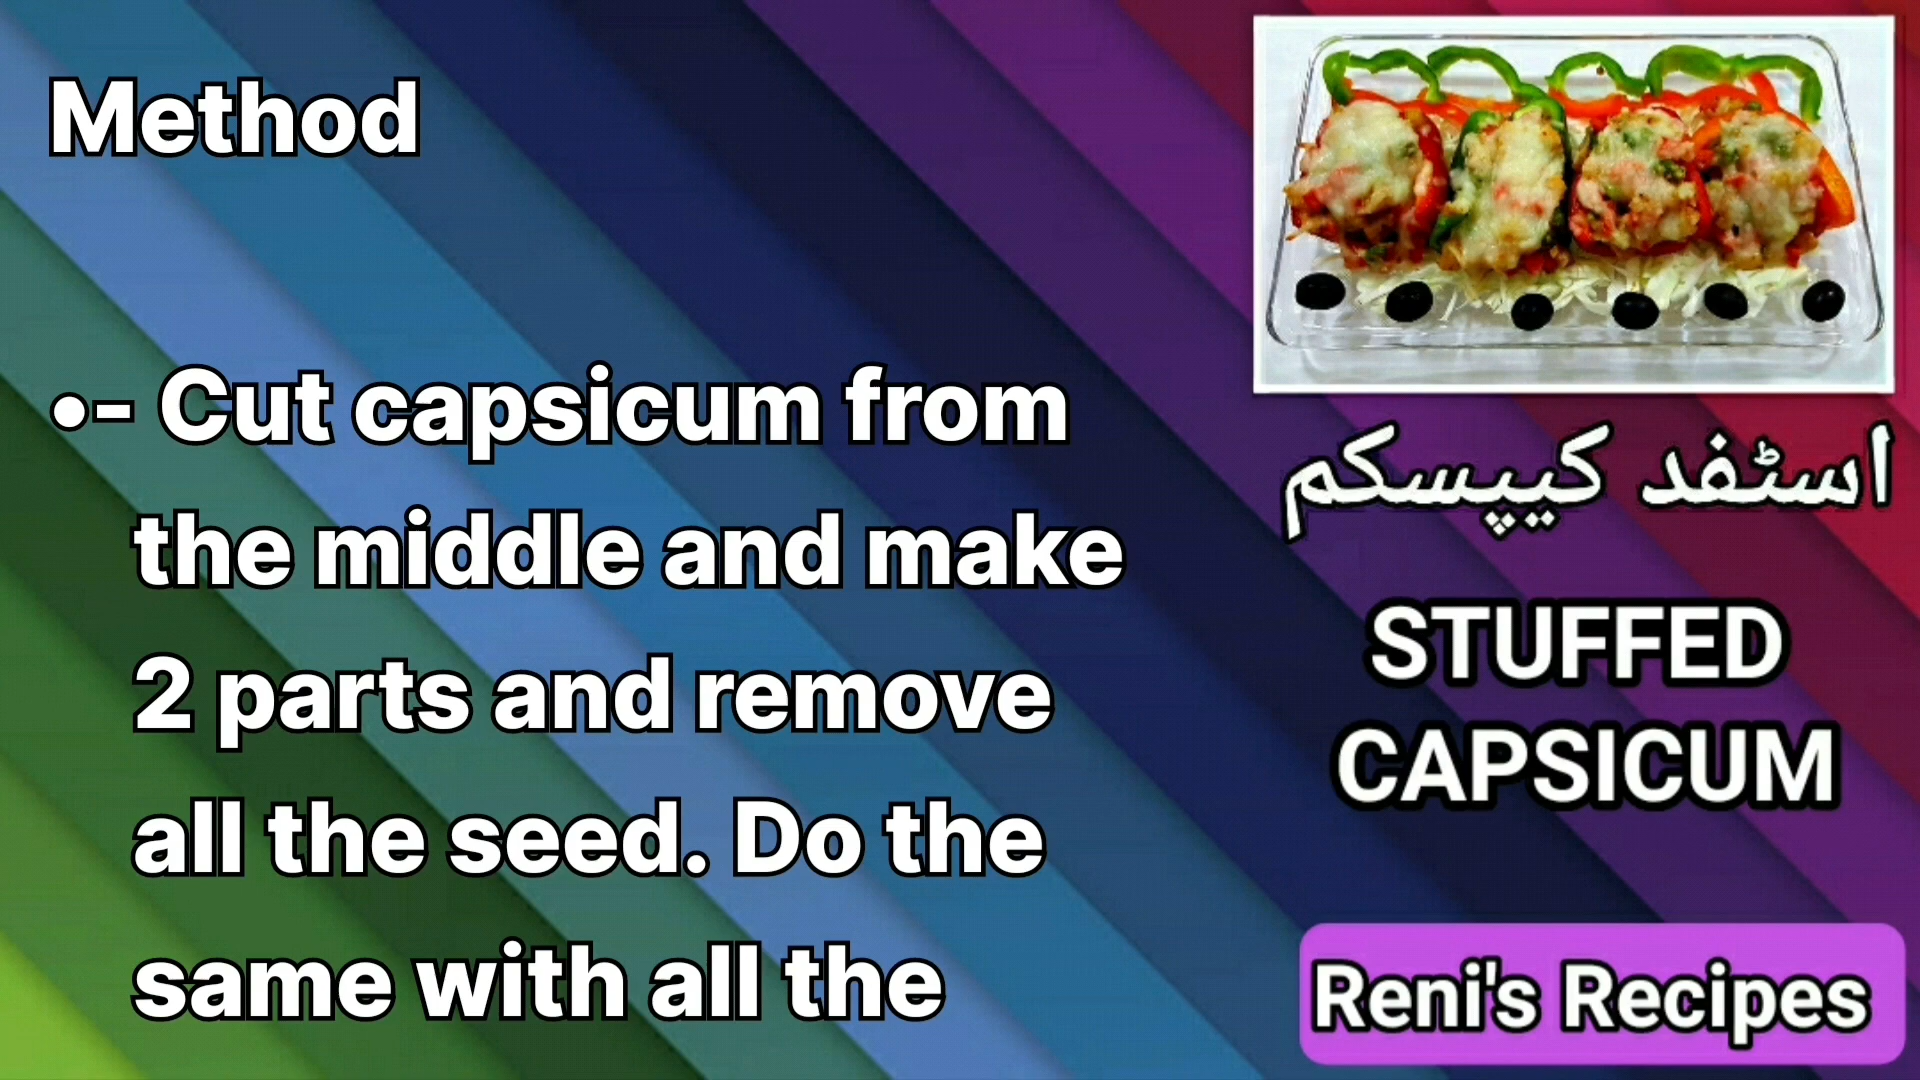 Method
•- Cut capsicum from
the middle and make
2 parts and remove
all the seed. Do the
same with all the
اسٹفد کیپسکم
STUFFED
CAPSICUM
Reni's Recipes